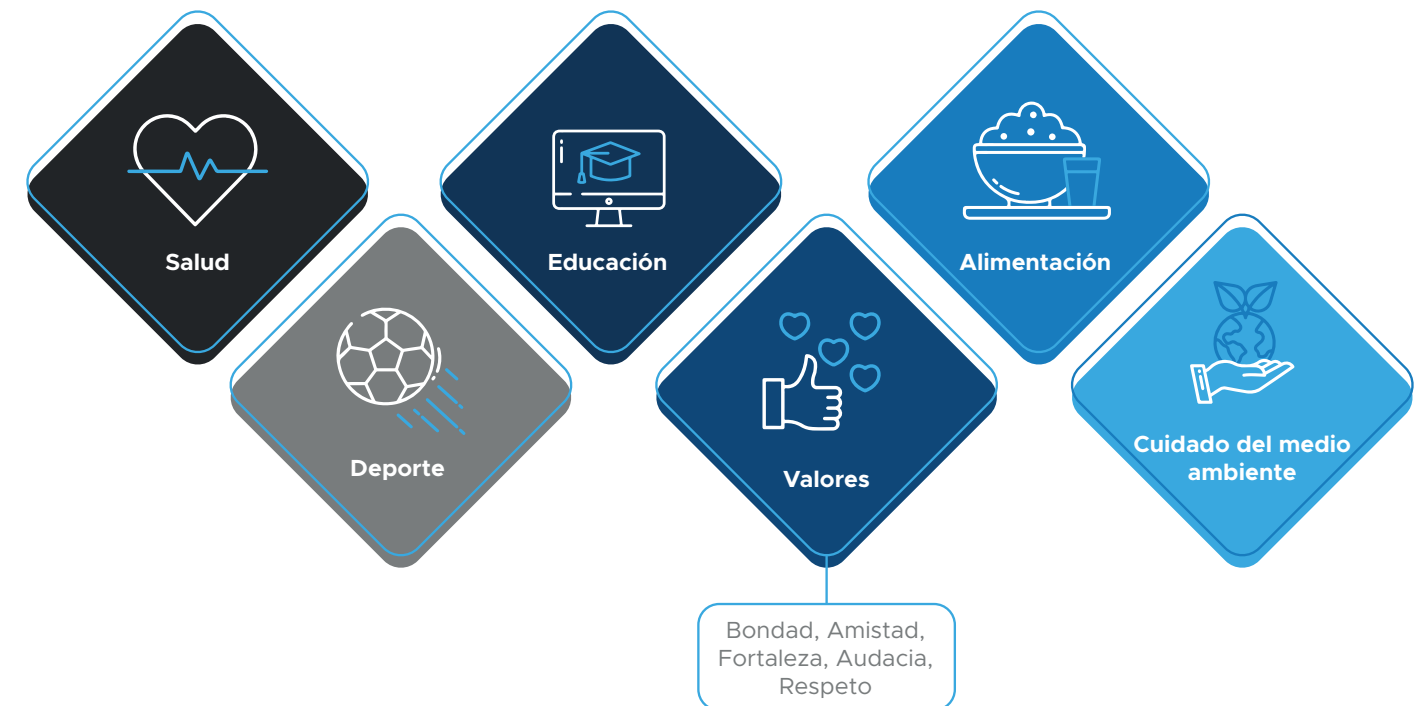 Salud
Educación
Alimentación
Deporte
Valores
Cuidado del medio
ambiente
Bondad, Amistad,
Fortaleza, Audacia,
Respeto